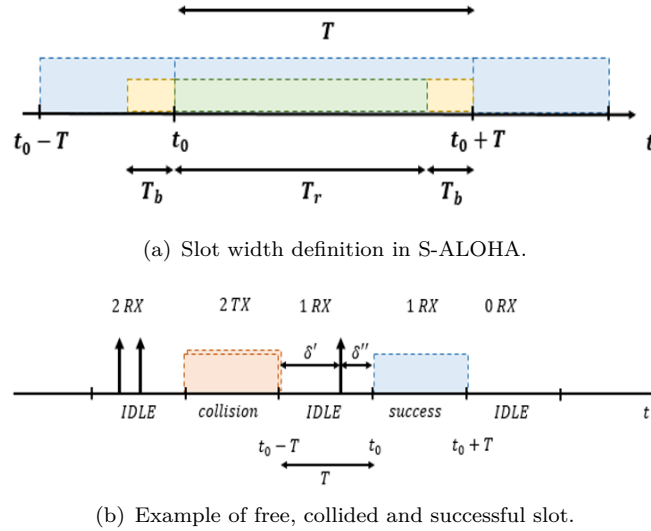 T
t₀ − T
t₀
t₀ + T
t
T_b
T_r
T_b
(a) Slot width definition in S-ALOHA.
2 RX
2 TX
1 RX
1 RX
0 RX
δ′
δ′′
IDLE
collision
IDLE
success
IDLE
t
t₀ − T
t₀
t₀ + T
T
(b) Example of free, collided and successful slot.